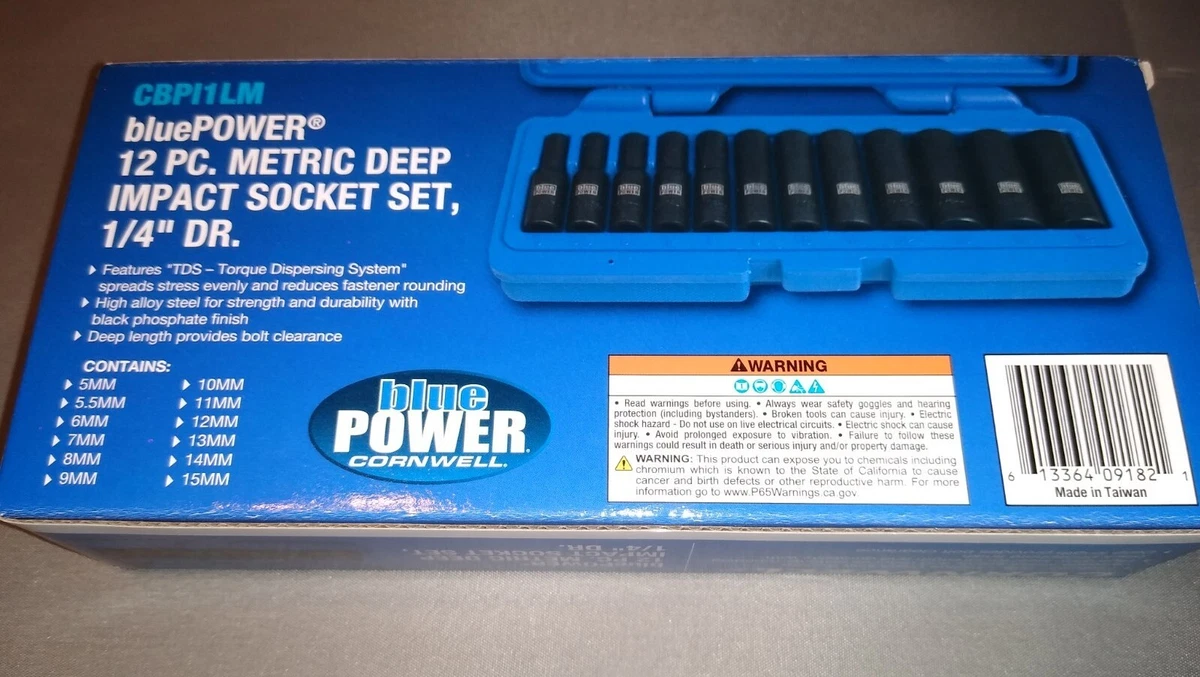 CBPI1LM
bluePOWER®
12 PC. METRIC DEEP
IMPACT SOCKET SET,
1/4" DR.
Features "TDS – Torque Dispersing System"
spreads stress evenly and reduces fastener rounding
High alloy steel for strength and durability with
black phosphate finish
Deep length provides bolt clearance
CONTAINS:
5MM
5.5MM
6MM
7MM
8MM
9MM
10MM
11MM
12MM
13MM
14MM
15MM
blue
POWER
CORNWELL®
WARNING
• Read warnings before using. • Always wear safety goggles and hearing
protection (including bystanders). • Broken tools can cause injury. • Electric
shock hazard - Do not use on live electrical circuits. • Electric shock can cause
injury. • Avoid prolonged exposure to vibration. • Failure to follow these
warnings could result in death or serious injury and/or property damage.
WARNING: This product can expose you to chemicals including
chromium which is known to the State of California to cause
cancer and birth defects or other reproductive harm. For more
information go to www.P65Warnings.ca.gov
6 13364 09182 1
Made in Taiwan
IMPACT SOCKET SET,
1/4" DR.